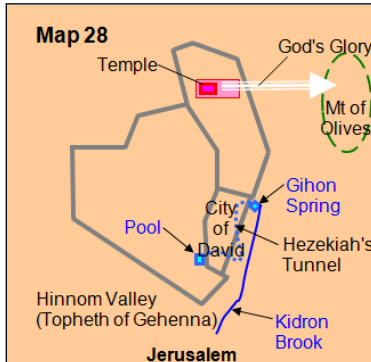 Map 28
God's Glory
Temple
Mt of
Olives
Gihon
Spring
City
of
David
Pool
Hezekiah's
Tunnel
Hinnom Valley
(Topheth of Gehenna)
Kidron
Brook
Jerusalem